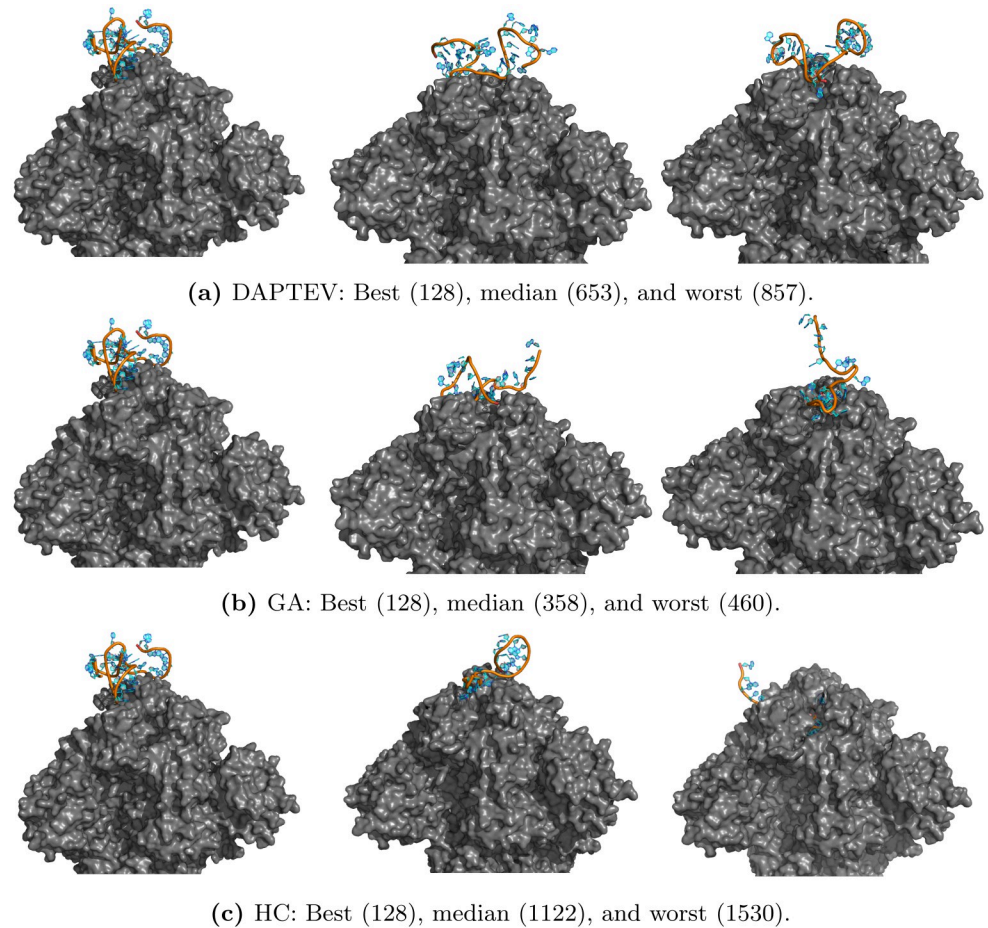 (a) DAPTEV: Best (128), median (653), and worst (857).
(b) GA: Best (128), median (358), and worst (460).
(c) HC: Best (128), median (1122), and worst (1530).